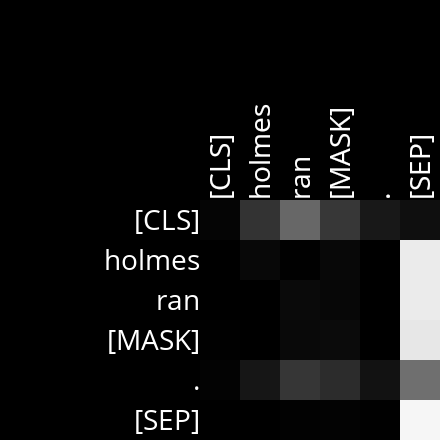 [CLS]
holmes
ran
[MASK]
.
[SEP]
[CLS]
holmes
ran
[MASK]
.
[SEP]